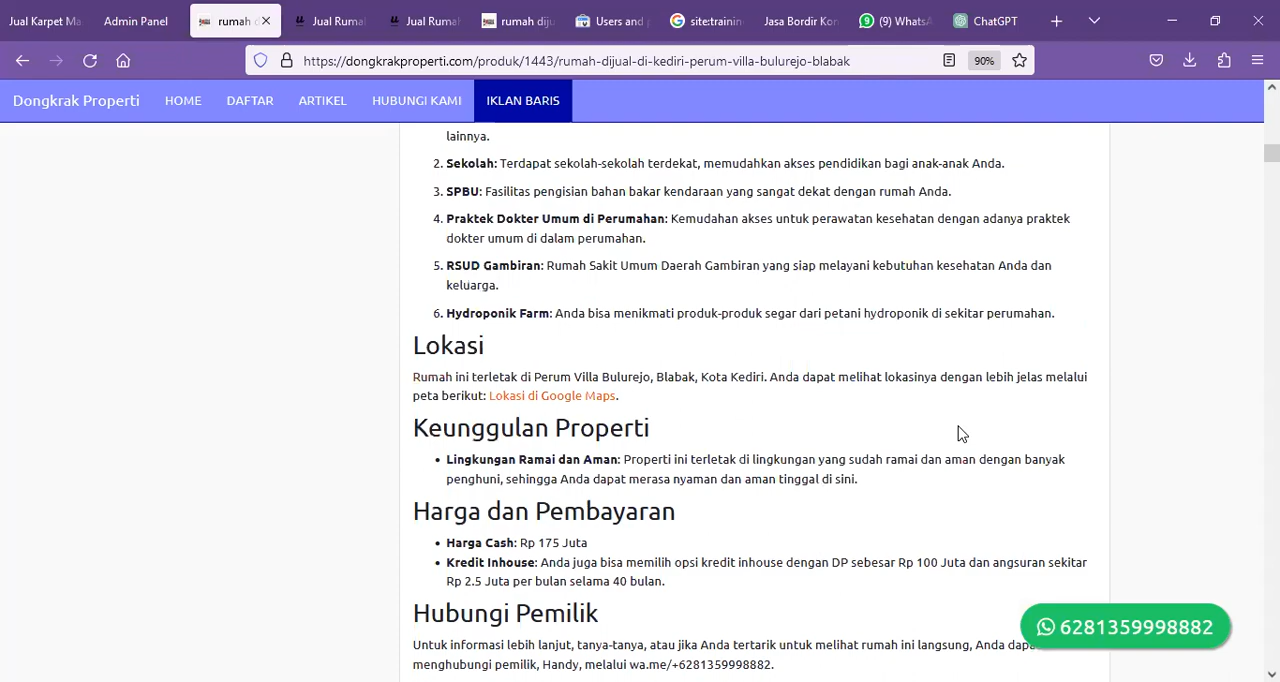 Jual Karpet Ma
Admin Panel
rumah d
Jual Ruma
Jual Ruma
rumah diju
Users and p
sitetrainin
Jasa Bordir Kom
(9) WhatsA
ChatGPT
https://dongkrakproperti.com/produk/1443/rumah-dijual-di-kediri-perum-villa-bulurejo-blabak
90%
Dongkrak Properti
HOME
DAFTAR
ARTIKEL
HUBUNGI KAMI
IKLAN BARIS
lainnya.
2. Sekolah: Terdapat sekolah-sekolah terdekat, memudahkan akses pendidikan bagi anak-anak Anda.
3. SPBU: Fasilitas pengisian bahan bakar kendaraan yang sangat dekat dengan rumah Anda.
4. Praktek Dokter Umum di Perumahan: Kemudahan akses untuk perawatan kesehatan dengan adanya praktek
dokter umum di dalam perumahan.
5. RSUD Gambiran: Rumah Sakit Umum Daerah Gambiran yang siap melayani kebutuhan kesehatan Anda dan
keluarga.
6. Hydroponik Farm: Anda bisa menikmati produk-produk segar dari petani hydroponik di sekitar perumahan.
Lokasi
Rumah ini terletak di Perum Villa Bulurejo, Blabak, Kota Kediri. Anda dapat melihat lokasinya dengan lebih jelas melalui
peta berikut: Lokasi di Google Maps.
Keunggulan Properti
• Lingkungan Ramai dan Aman: Properti ini terletak di lingkungan yang sudah ramai dan aman dengan banyak
penghuni, sehingga Anda dapat merasa nyaman dan aman tinggal di sini.
Harga dan Pembayaran
• Harga Cash: Rp 175 Juta
• Kredit Inhouse: Anda juga bisa memilih opsi kredit inhouse dengan DP sebesar Rp 100 Juta dan angsuran sekitar
Rp 2.5 Juta per bulan selama 40 bulan.
Hubungi Pemilik
Untuk informasi lebih lanjut, tanya-tanya, atau jika Anda tertarik untuk melihat rumah ini langsung, Anda dapa
menghubungi pemilik, Handy, melalui wa.me/+6281359998882.
6281359998882